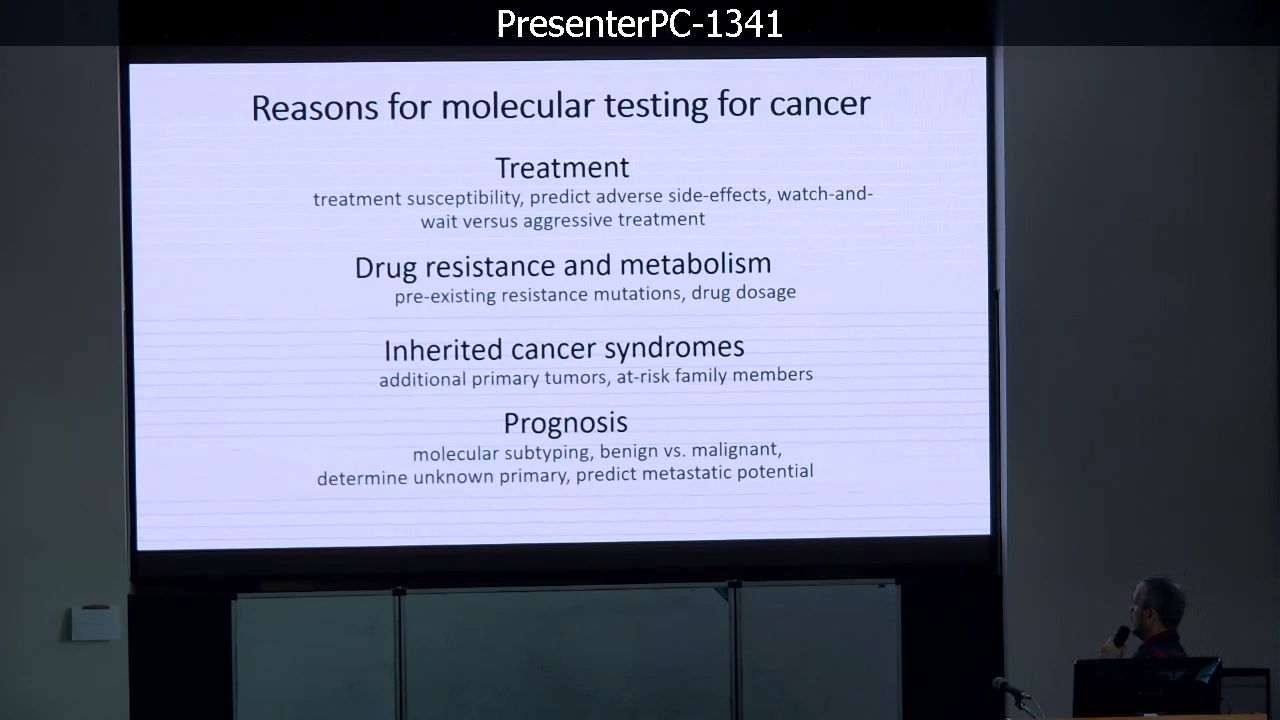 PresenterPC-1341
Reasons for molecular testing for cancer
Treatment
treatment susceptibility, predict adverse side-effects, watch-and-
wait versus aggressive treatment
Drug resistance and metabolism
pre-existing resistance mutations, drug dosage
Inherited cancer syndromes
additional primary tumors, at-risk family members
Prognosis
molecular subtyping, benign vs. malignant,
determine unknown primary, predict metastatic potential